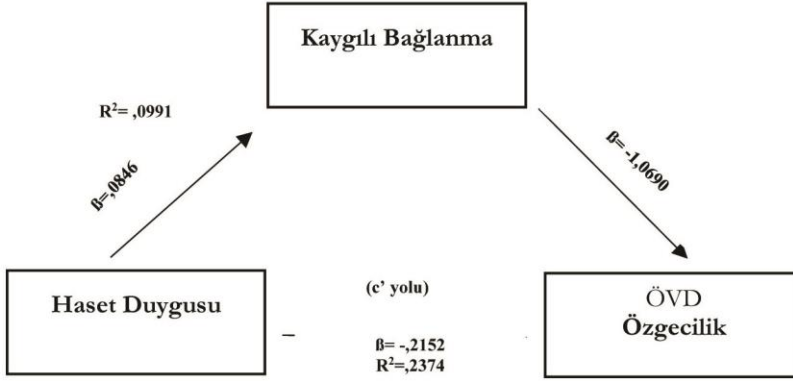 Kaygılı Bağlanma
R²= ,0991
ß=,0846
ß= -1,0690
Haset Duygusu
(c’ yolu)
ß= -,2152
R²=,2374
ÖVD
Özgecilik